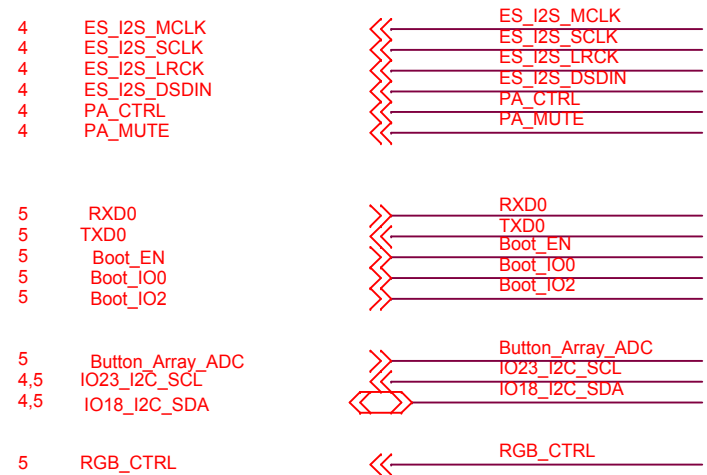 4 ES_I2S_MCLK ES_I2S_MCLK
4 ES_I2S_SCLK ES_I2S_SCLK
4 ES_I2S_LRCK ES_I2S_LRCK
4 ES_I2S_DSDIN ES_I2S_DSDIN
4 PA_CTRL PA_CTRL
4 PA_MUTE PA_MUTE
5 RXD0 RXD0
5 TXD0 TXD0
5 Boot_EN Boot_EN
5 Boot_IO0 Boot_IO0
5 Boot_IO2 Boot_IO2
5 Button_Array_ADC Button_Array_ADC
4,5 IO23_I2C_SCL IO23_I2C_SCL
4,5 IO18_I2C_SDA IO18_I2C_SDA
5 RGB_CTRL RGB_CTRL